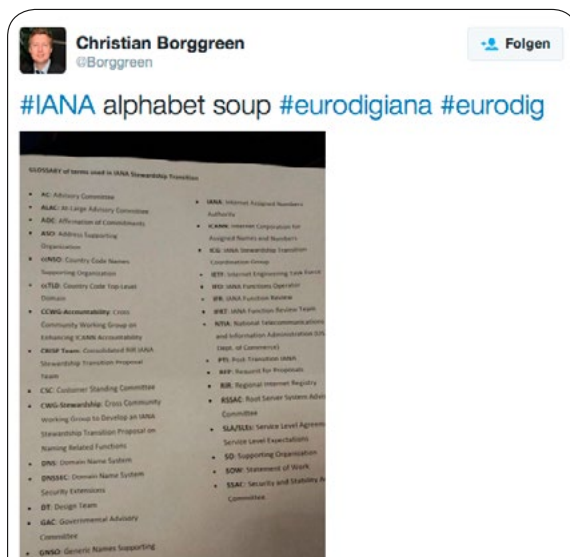 Christian Borggreen
@Borggreen
Folgen
#IANA alphabet soup #eurodigiana #eurodig
GLOSSARY of terms used in IANA Stewardship Transition
• AC: Advisory Committee
• ALAC: At-Large Advisory Committee
• AOC: Affirmation of Commitments
• ASO: Address Supporting
Organization
• ccNSO: Country Code Names
Supporting Organization
• ccTLD: Country Code Top Level
Domain
• CCWG-Accountability: Cross
Community Working Group on
Enhancing ICANN Accountability
• CRISP Team: Consolidated RIR IANA
Stewardship Transition Proposal
Team
• CSC: Customer Standing Committee
• CWG-Stewardship: Cross Community
Working Group to Develop an IANA
Stewardship Transition Proposal on
Naming Related Functions
• DNS: Domain Name System
• DNSSEC: Domain Name System
Security Extensions
• DT: Design Team
• GAC: Governmental Advisory
Committee
• GNSO: Generic Names Supporting
• IANA: Internet Assigned Numbers
Authority
• ICANN: Internet Corporation for
Assigned Names and Numbers
• ICG: IANA Stewardship Transition
Coordination Group
• IETF: Internet Engineering Task Force
• IFO: IANA Functions Operator
• IFR: IANA Function Review
• IFRT: IANA Function Review Team
• NTIA: National Telecommunications
and Information Administration (US
Dept. of Commerce)
• PTI: Post Transition IANA
• RFP: Request for Proposals
• RIR: Regional Internet Registry
• RSSAC: Root Server System
Committee
• SLA/SLEs: Service Level
Service Level Expectations
• SO: Supporting Organization
• SOW: Statement of Work
• SSAC: Security and Stability
Committee